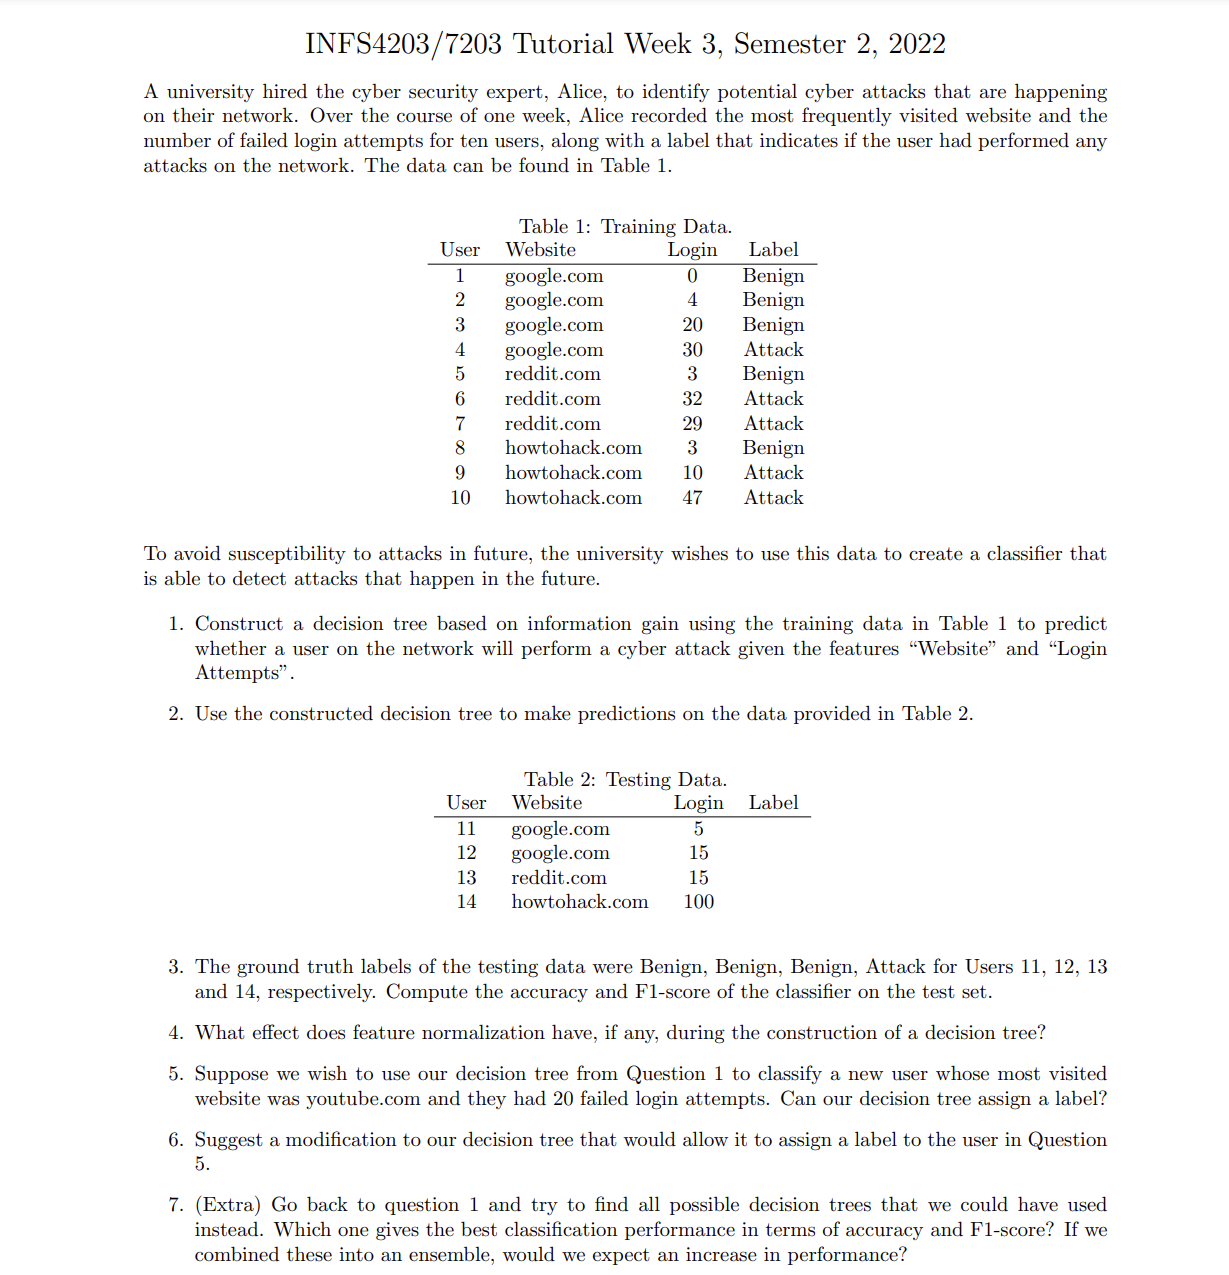 INFS4203/7203 Tutorial Week 3, Semester 2, 2022
A university hired the cyber security expert, Alice, to identify potential cyber attacks that are happening
on their network. Over the course of one week, Alice recorded the most frequently visited website and the
number of failed login attempts for ten users, along with a label that indicates if the user had performed any
attacks on the network. The data can be found in Table 1.
Table 1: Training Data.
User Website Login Label
1 google.com 0 Benign
2 google.com 4 Benign
3 google.com 20 Benign
4 google.com 30 Attack
5 reddit.com 3 Benign
6 reddit.com 32 Attack
7 reddit.com 29 Attack
8 howtohack.com 3 Benign
9 howtohack.com 10 Attack
10 howtohack.com 47 Attack
To avoid susceptibility to attacks in future, the university wishes to use this data to create a classifier that
is able to detect attacks that happen in the future.
1. Construct a decision tree based on information gain using the training data in Table 1 to predict
whether a user on the network will perform a cyber attack given the features “Website” and “Login
Attempts”.
2. Use the constructed decision tree to make predictions on the data provided in Table 2.
Table 2: Testing Data.
User Website Login Label
11 google.com 5
12 google.com 15
13 reddit.com 15
14 howtohack.com 100
3. The ground truth labels of the testing data were Benign, Benign, Benign, Attack for Users 11, 12, 13
and 14, respectively. Compute the accuracy and F1-score of the classifier on the test set.
4. What effect does feature normalization have, if any, during the construction of a decision tree?
5. Suppose we wish to use our decision tree from Question 1 to classify a new user whose most visited
website was youtube.com and they had 20 failed login attempts. Can our decision tree assign a label?
6. Suggest a modification to our decision tree that would allow it to assign a label to the user in Question
5.
7. (Extra) Go back to question 1 and try to find all possible decision trees that we could have used
instead. Which one gives the best classification performance in terms of accuracy and F1-score? If we
combined these into an ensemble, would we expect an increase in performance?